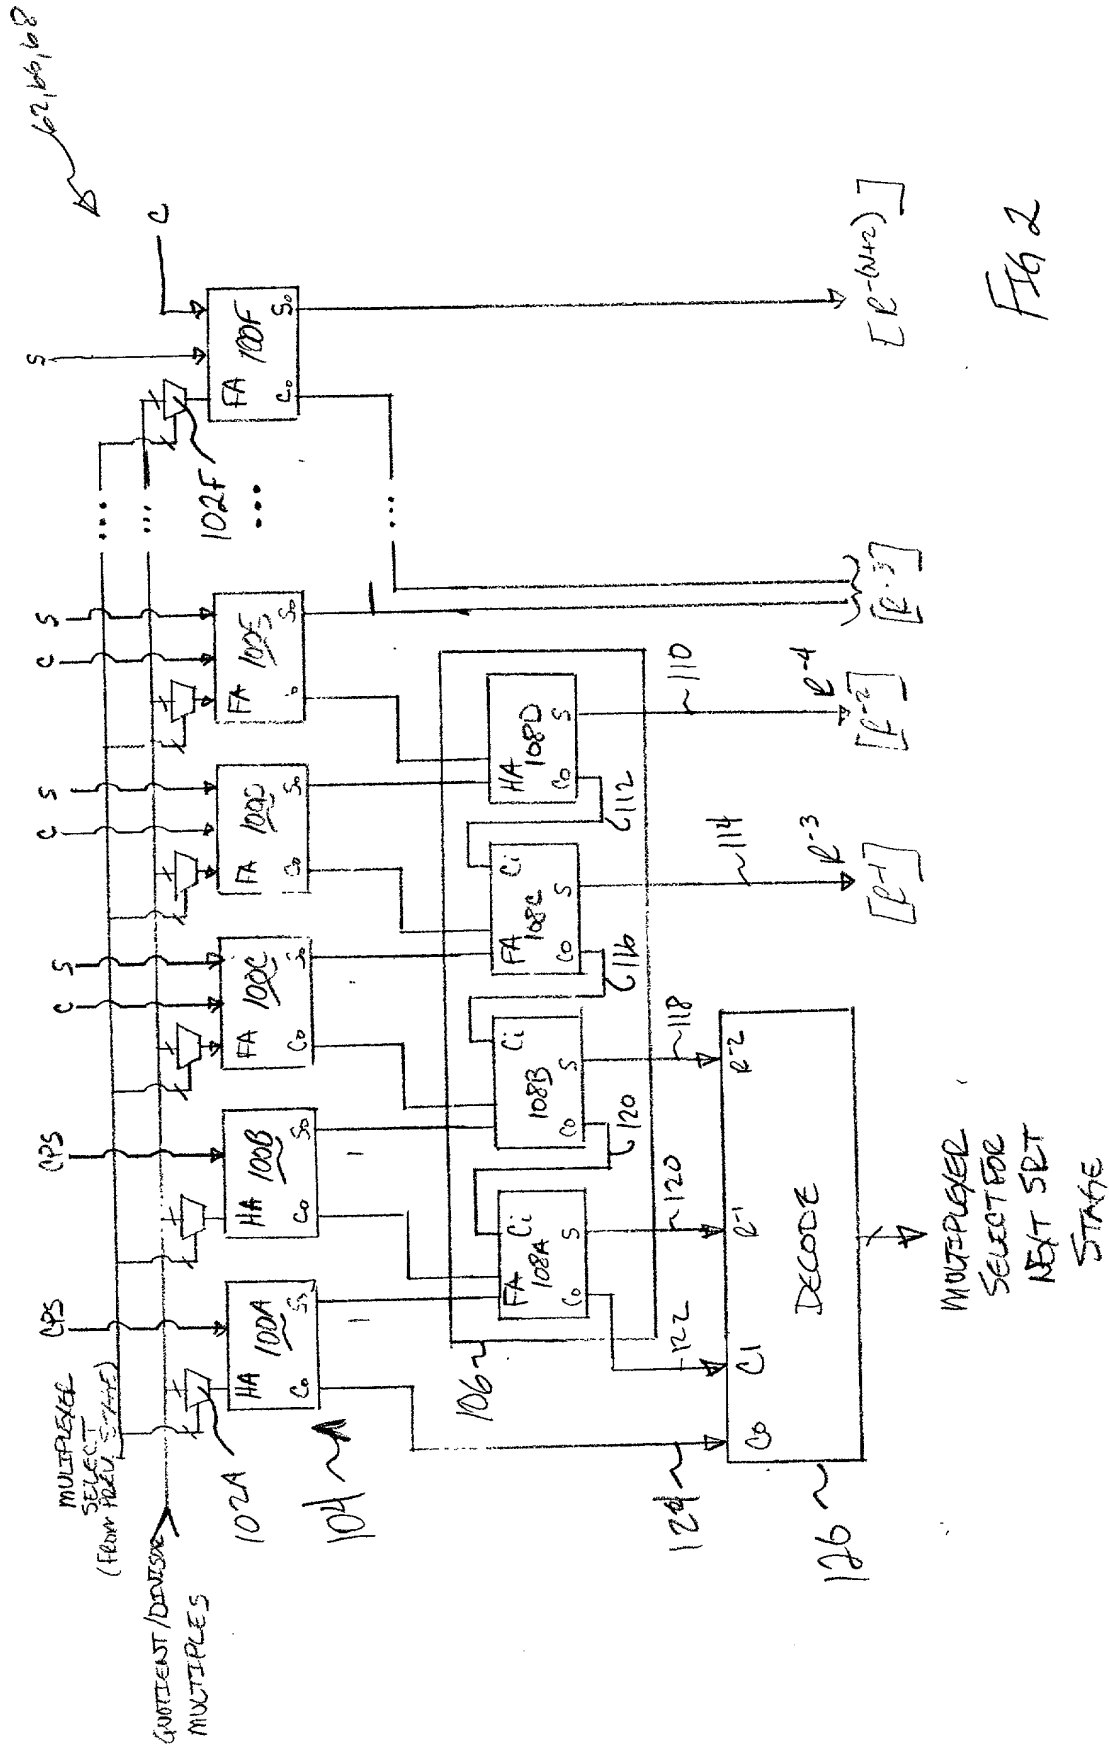 62,66,68
MULIPLEXER
SELECT
(FROM PREV. STAGE)
QUOTIENT/DIVISOR
MULTIPLES
CPS
CPS
C
S
C
S
C
S
S
C
102A
102F
...
...
...
HA
100A
Co
So
HA
100B
Co
So
FA
100C
Co
So
FA
100D
Co
So
FA
100E
So
FA
100F
Co
So
104
...
106
FA
108A
Ci
Co
S
108B
Ci
Co
S
FA
108C
Ci
Co
S
HA
108D
Co
S
124
122
120
120
118
116
114
112
110
C0
C1
R-1
R-2
DECODE
126
R-3
[R-1]
R-4
[R-2]
[R-3]
[R-(N+2)]
MULTIPLEXER
SELECT FOR
NEXT SRT
STAGE
FIG 2